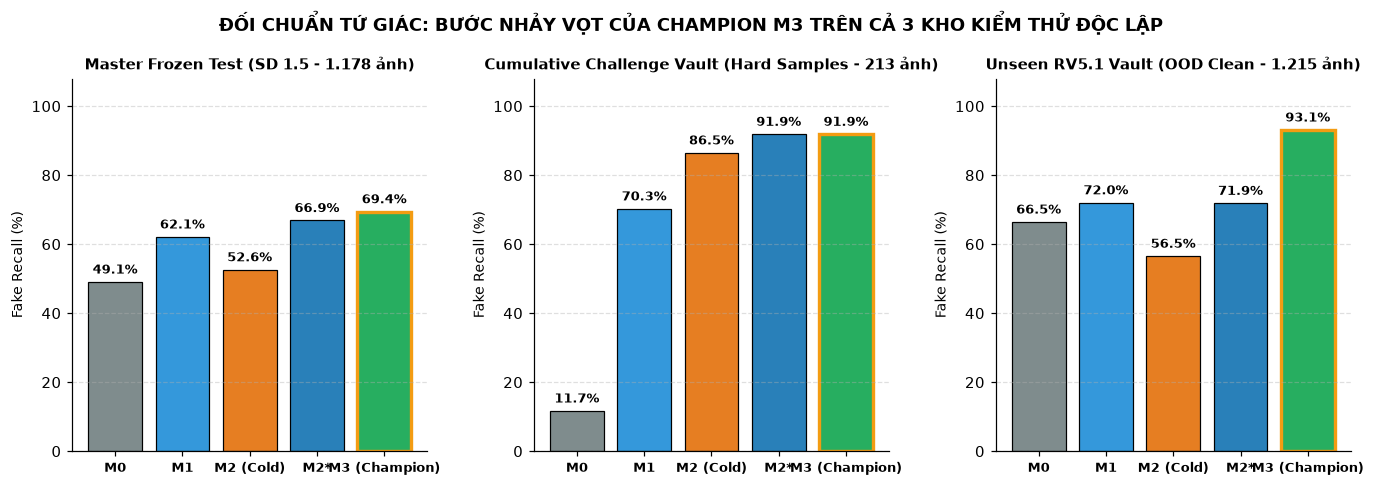 ĐỐI CHUẨN TỨ GIÁC: BƯỚC NHẢY VỌT CỦA CHAMPION M3 TRÊN CẢ 3 KHO KIỂM THỬ ĐỘC LẬP
Master Frozen Test (SD 1.5 - 1.178 ảnh)
Fake Recall (%)
100
80
60
40
20
0
49.1%
62.1%
52.6%
66.9%
69.4%
M0
M1
M2 (Cold)
M2*
M3 (Champion)
Cumulative Challenge Vault (Hard Samples - 213 ảnh)
Fake Recall (%)
100
80
60
40
20
0
11.7%
70.3%
86.5%
91.9%
91.9%
M0
M1
M2 (Cold)
M2*
M3 (Champion)
Unseen RV5.1 Vault (OOD Clean - 1.215 ảnh)
Fake Recall (%)
100
80
60
40
20
0
66.5%
72.0%
56.5%
71.9%
93.1%
M0
M1
M2 (Cold)
M2*
M3 (Champion)